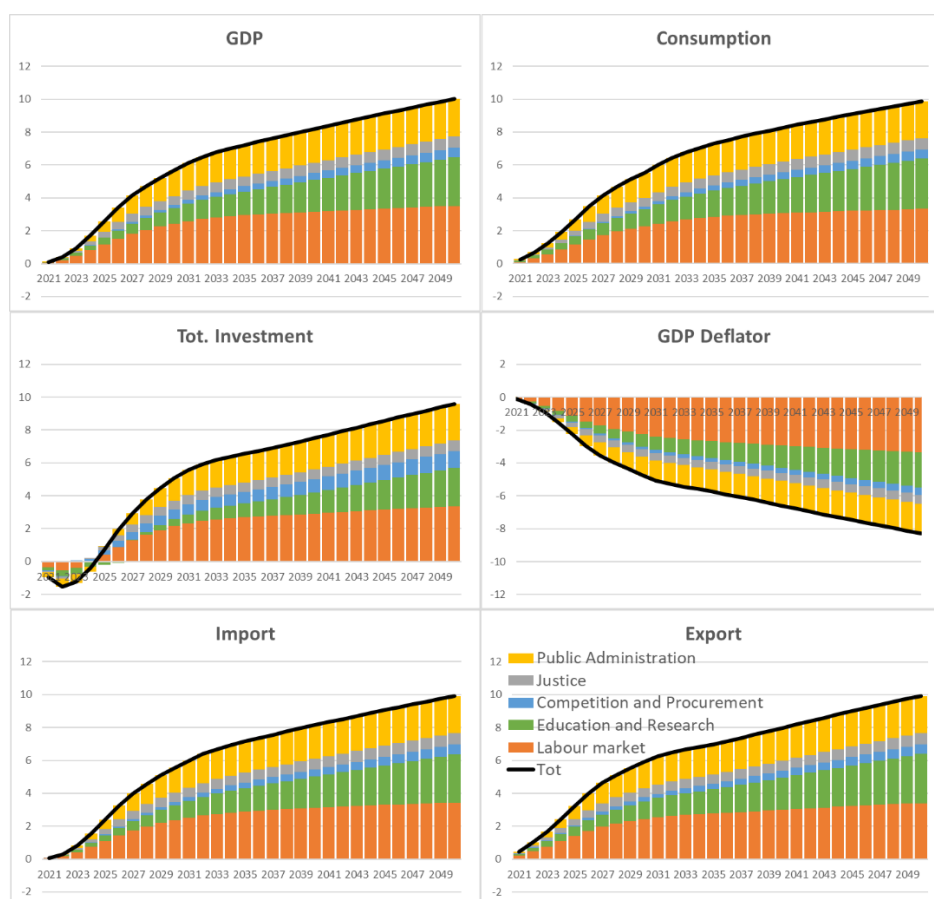 GDP
12
10
8
6
4
2
0
2021 2023 2025 2027 2029 2031 2033 2035 2037 2039 2041 2043 2045 2047 2049
-2
Consumption
12
10
8
6
4
2
0
2021 2023 2025 2027 2029 2031 2033 2035 2037 2039 2041 2043 2045 2047 2049
-2
Tot. Investment
12
10
8
6
4
2
0
2021 2023 2025 2027 2029 2031 2033 2035 2037 2039 2041 2043 2045 2047 2049
-2
GDP Deflator
2
0
2021 2023 2025 2027 2029 2031 2033 2035 2037 2039 2041 2043 2045 2047 2049
-2
-4
-6
-8
-10
-12
Import
12
10
8
6
4
2
0
2021 2023 2025 2027 2029 2031 2033 2035 2037 2039 2041 2043 2045 2047 2049
-2
Export
12
10
8
6
4
2
0
Public Administration
Justice
Competition and Procurement
Education and Research
Labour market
Tot
2021 2023 2025 2027 2029 2031 2033 2035 2037 2039 2041 2043 2045 2047 2049
-2